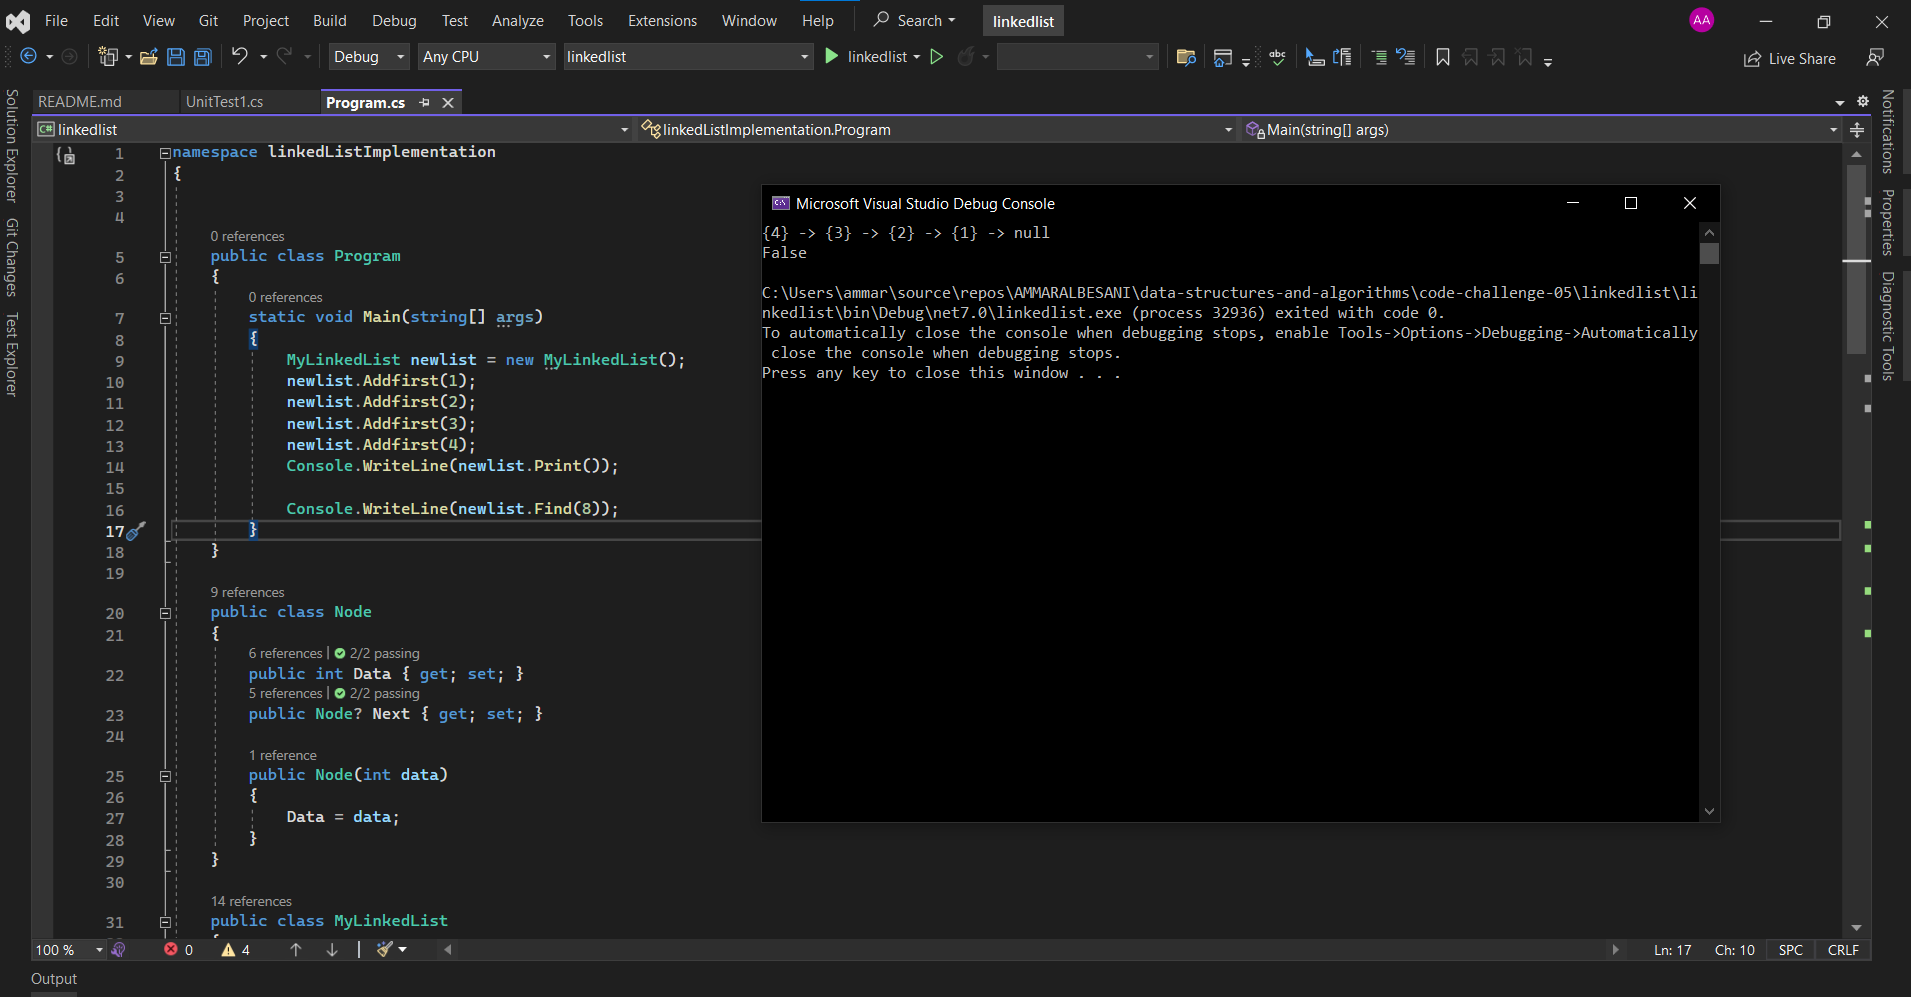 File Edit View Git Project Build Debug Test Analyze Tools Extensions Window Help Search linkedlist AA
Debug Any CPU linkedlist linkedlist Live Share
README.md UnitTest1.cs Program.cs
C# linkedlist linkedListImplementation.Program Main(string[] args)
Solution Explorer
Git Changes
Test Explorer
Notifications
Properties
Diagnostic Tools
1 namespace linkedListImplementation
2 {
3
4
0 references
5 public class Program
6 {
0 references
7 static void Main(string[] args)
8 {
9 MyLinkedList newlist = new MyLinkedList();
10 newlist.Addfirst(1);
11 newlist.Addfirst(2);
12 newlist.Addfirst(3);
13 newlist.Addfirst(4);
14 Console.WriteLine(newlist.Print());
15
16 Console.WriteLine(newlist.Find(8));
17 }
18 }
19
9 references
20 public class Node
21 {
6 references | 2/2 passing
22 public int Data { get; set; }
5 references | 2/2 passing
23 public Node? Next { get; set; }
24
1 reference
25 public Node(int data)
26 {
27 Data = data;
28 }
29 }
30
14 references
31 public class MyLinkedList
Microsoft Visual Studio Debug Console
{4} -> {3} -> {2} -> {1} -> null
False
C:\Users\ammar\source\repos\AMMARALBESANI\data-structures-and-algorithms\code-challenge-05\linkedlist\li
nkedlist\bin\Debug\net7.0\linkedlist.exe (process 32936) exited with code 0.
To automatically close the console when debugging stops, enable Tools->Options->Debugging->Automatically
close the console when debugging stops.
Press any key to close this window . . .
100 % 0 4 Ln: 17 Ch: 10 SPC CRLF
Output